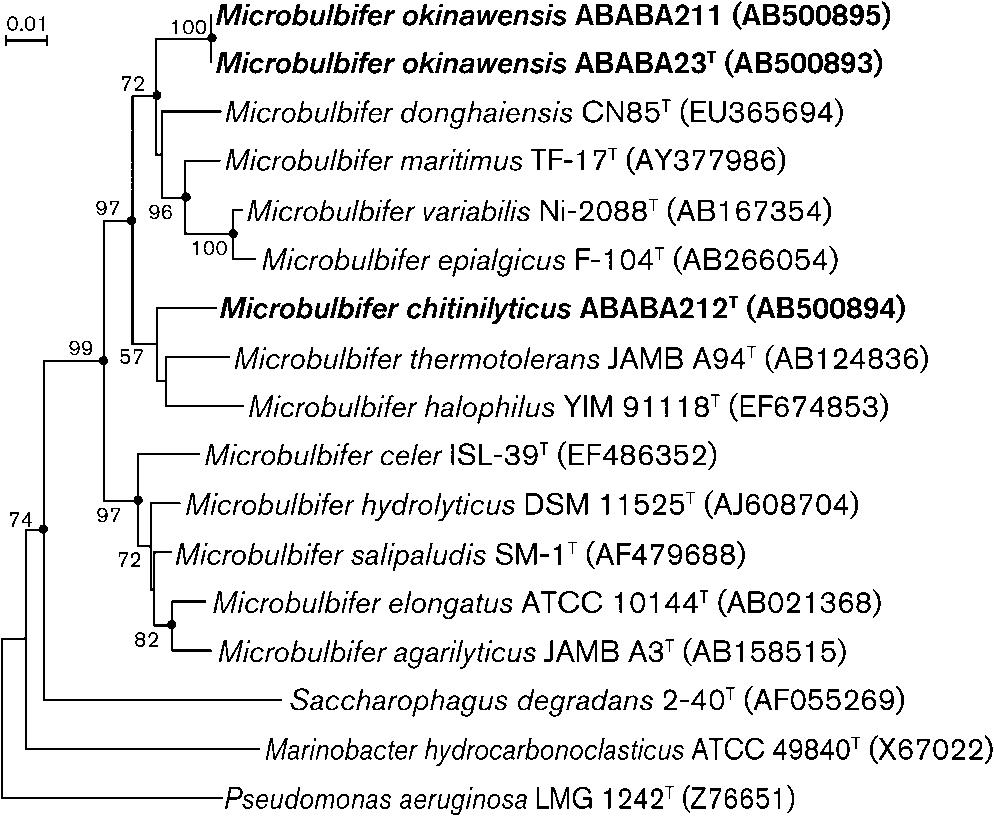 0.01
100
Microbulbifer okinawensis ABABA211 (AB500895)
Microbulbifer okinawensis ABABA23ᵀ (AB500893)
72
Microbulbifer donghaiensis CN85ᵀ (EU365694)
Microbulbifer maritimus TF-17ᵀ (AY377986)
97
96
Microbulbifer variabilis Ni-2088ᵀ (AB167354)
100
Microbulbifer epialgicus F-104ᵀ (AB266054)
Microbulbifer chitinilyticus ABABA212ᵀ (AB500894)
99
57
Microbulbifer thermotolerans JAMB A94ᵀ (AB124836)
Microbulbifer halophilus YIM 91118ᵀ (EF674853)
Microbulbifer celer ISL-39ᵀ (EF486352)
97
Microbulbifer hydrolyticus DSM 11525ᵀ (AJ608704)
74
72
Microbulbifer salipaludis SM-1ᵀ (AF479688)
Microbulbifer elongatus ATCC 10144ᵀ (AB021368)
82
Microbulbifer agarilyticus JAMB A3ᵀ (AB158515)
Saccharophagus degradans 2-40ᵀ (AF055269)
Marinobacter hydrocarbonoclasticus ATCC 49840ᵀ (X67022)
Pseudomonas aeruginosa LMG 1242ᵀ (Z76651)